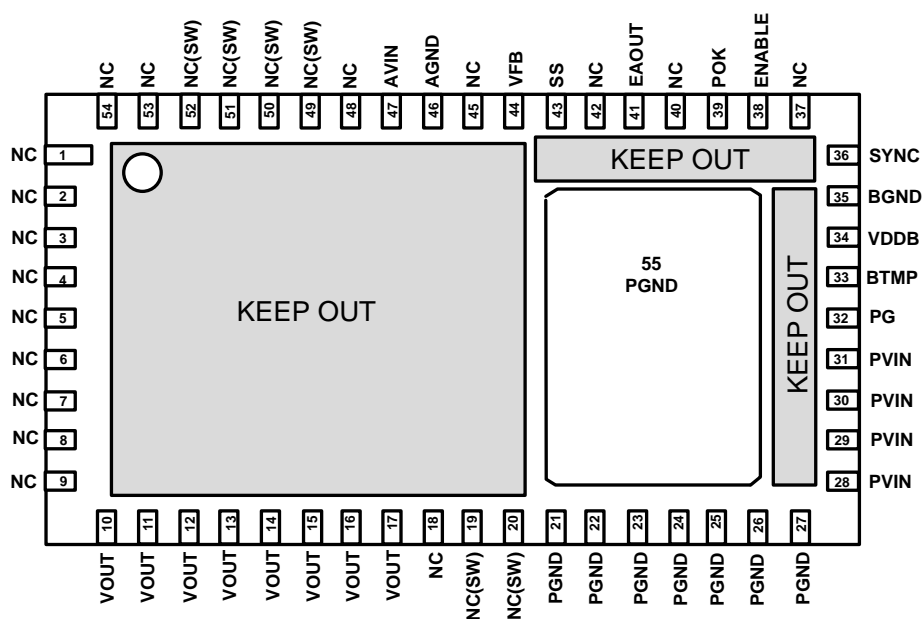 NC
NC
NC(SW)
NC(SW)
NC(SW)
NC(SW)
NC
AVIN
AGND
NC
VFB
SS
NC
EAOUT
NC
POK
ENABLE
NC
54
53
52
51
50
49
48
47
46
45
44
43
42
41
40
39
38
37
NC 1
NC 2
NC 3
NC 4
NC 5
NC 6
NC 7
NC 8
NC 9
KEEP OUT
KEEP OUT
55
PGND
KEEP OUT
36 SYNC
35 BGND
34 VDDB
33 BTMP
32 PG
31 PVIN
30 PVIN
29 PVIN
28 PVIN
10
11
12
13
14
15
16
17
18
19
20
21
22
23
24
25
26
27
VOUT
VOUT
VOUT
VOUT
VOUT
VOUT
VOUT
VOUT
NC
NC(SW)
NC(SW)
PGND
PGND
PGND
PGND
PGND
PGND
PGND